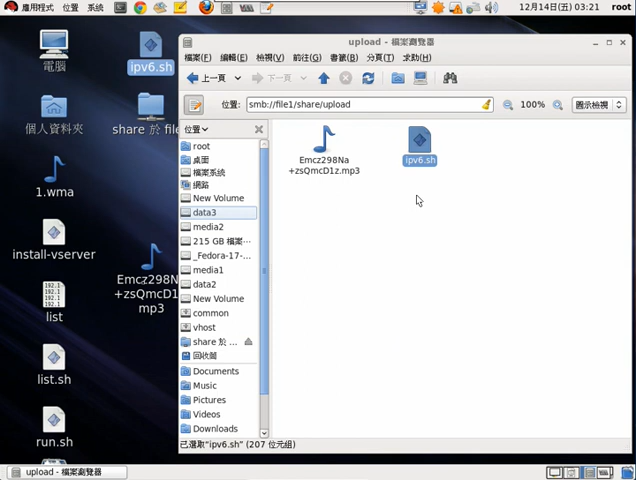 應用程式 位置 系統
12月14日(五) 03:21 root
電腦
ipv6.sh
個人資料夾
share 於 file
1.wma
install-vserver
Emcz298Na
+zsQmcD1
mp3
list
list.sh
run.sh
upload - 檔案瀏覽器
檔案(F) 編輯(E) 檢視(V) 前往(G) 書籤(B) 分頁(T) 求助(H)
上一頁 下一頁
位置: smb://file1/share/upload 100% 圖示檢視
位置
root
桌面
檔案系統
網路
New Volume
data3
media2
215 GB 檔案…
_Fedora-17-...
media1
data2
New Volume
common
vhost
share 於 ...
回收筒
Documents
Music
Pictures
Videos
Downloads
Emcz298Na
+zsQmcD1z.mp3
ipv6.sh
已選取"ipv6.sh" (207 位元組)
upload - 檔案瀏覽器